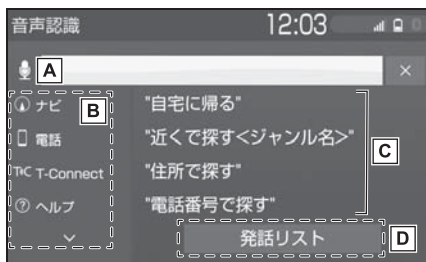 音声認識 12:03
A
×
B
ナビ
電話
T-Connect
ヘルプ
"自宅に帰る"
"近くで探す<ジャンル名>"
"住所で探す"
"電話番号で探す"
C
発話リスト D